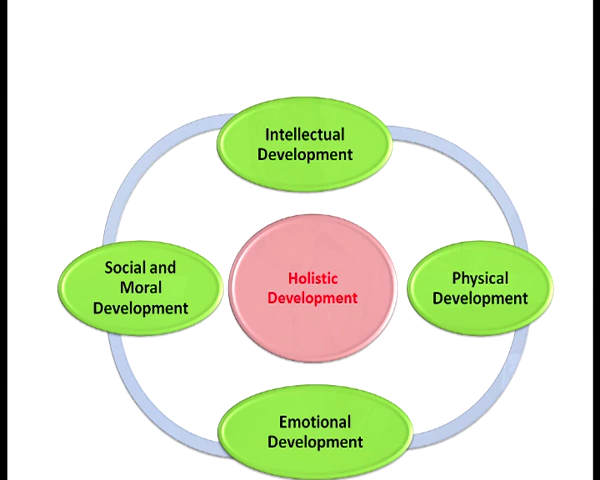 Intellectual
Development
Social and
Moral
Development
Holistic
Development
Physical
Development
Emotional
Development